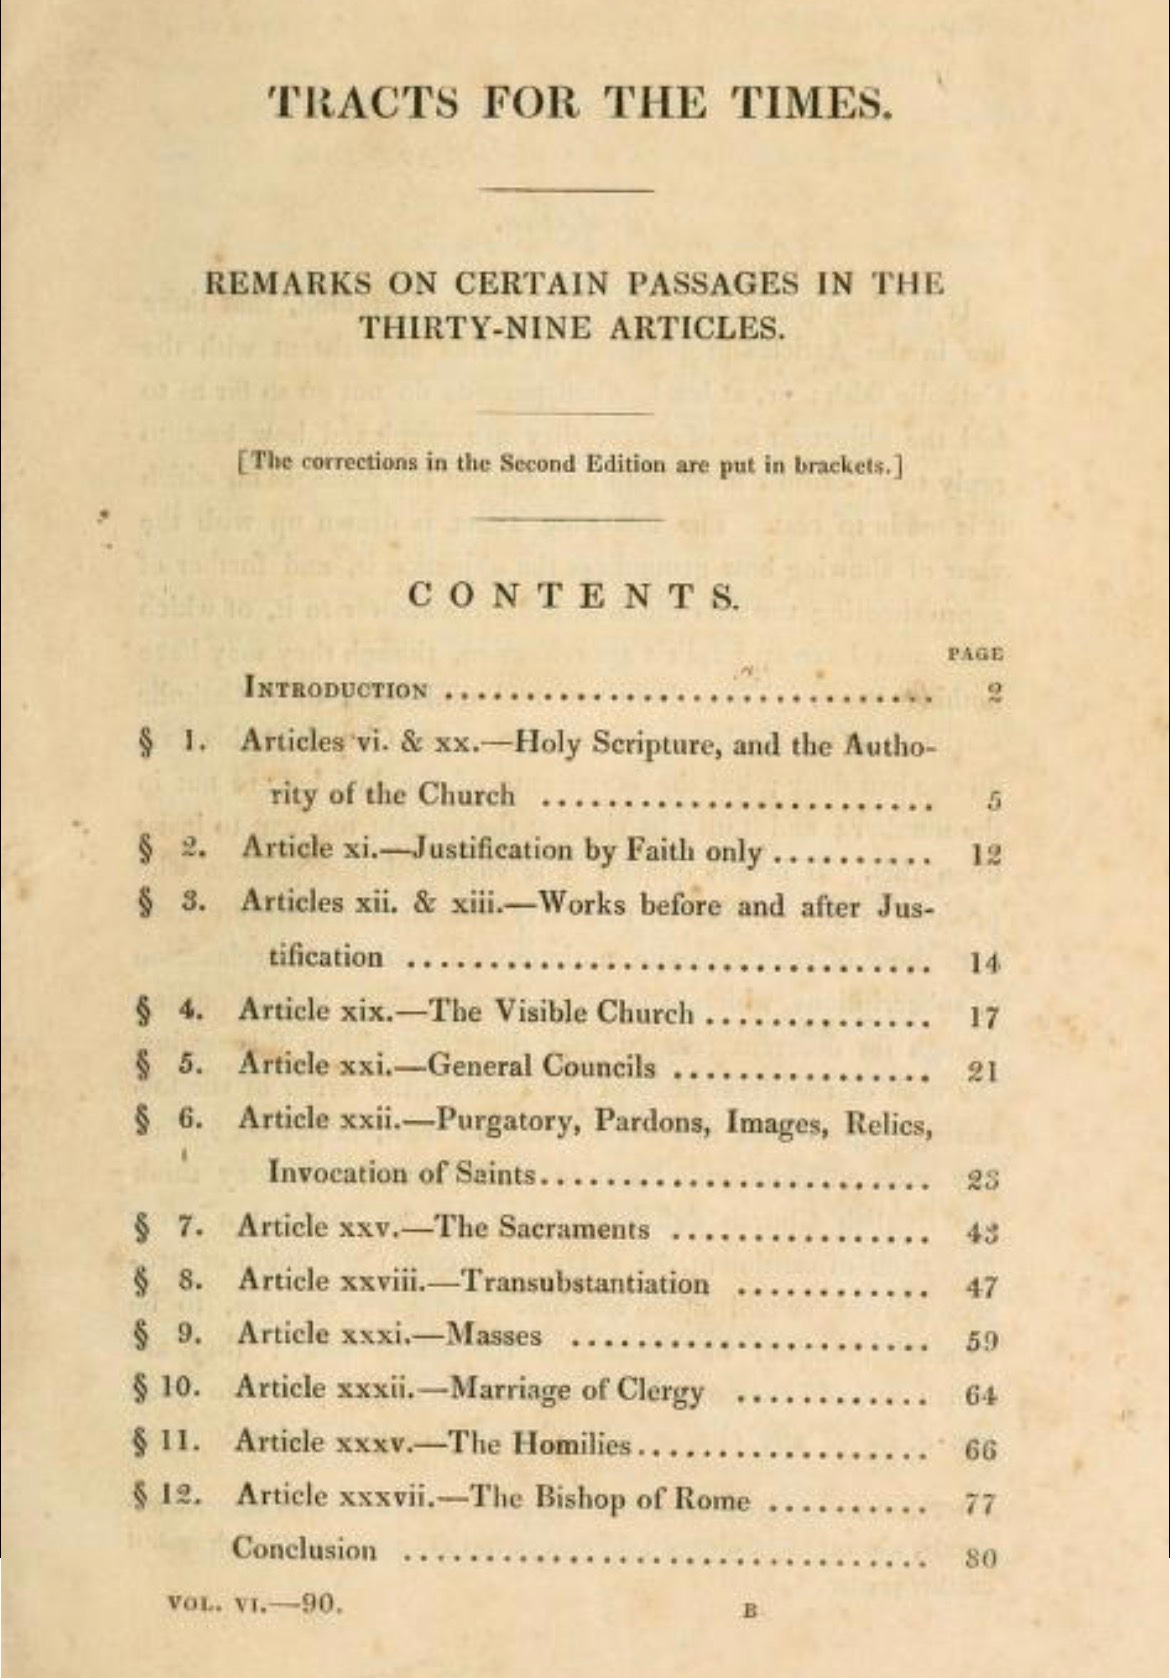 TRACTS FOR THE TIMES.
REMARKS ON CERTAIN PASSAGES IN THE
THIRTY-NINE ARTICLES.
[The corrections in the Second Edition are put in brackets.]
CONTENTS.
PAGE
INTRODUCTION .............................. 2
§ 1. Articles vi. & xx.—Holy Scripture, and the Autho-
rity of the Church ........................ 5
§ 2. Article xi.—Justification by Faith only .......... 12
§ 3. Articles xii. & xiii.—Works before and after Jus-
tification ................................ 14
§ 4. Article xix.—The Visible Church .............. 17
§ 5. Article xxi.—General Councils ................ 21
§ 6. Article xxii.—Purgatory, Pardons, Images, Relics,
Invocation of Saints........................ 23
§ 7. Article xxv.—The Sacraments ................ 43
§ 8. Article xxviii.—Transubstantiation ............ 47
§ 9. Article xxxi.—Masses ...................... 59
§ 10. Article xxxii.—Marriage of Clergy ............ 64
§ 11. Article xxxv.—The Homilies.................. 66
§ 12. Article xxxvii.—The Bishop of Rome .......... 77
Conclusion ................................ 80
VOL. VI.—90. B